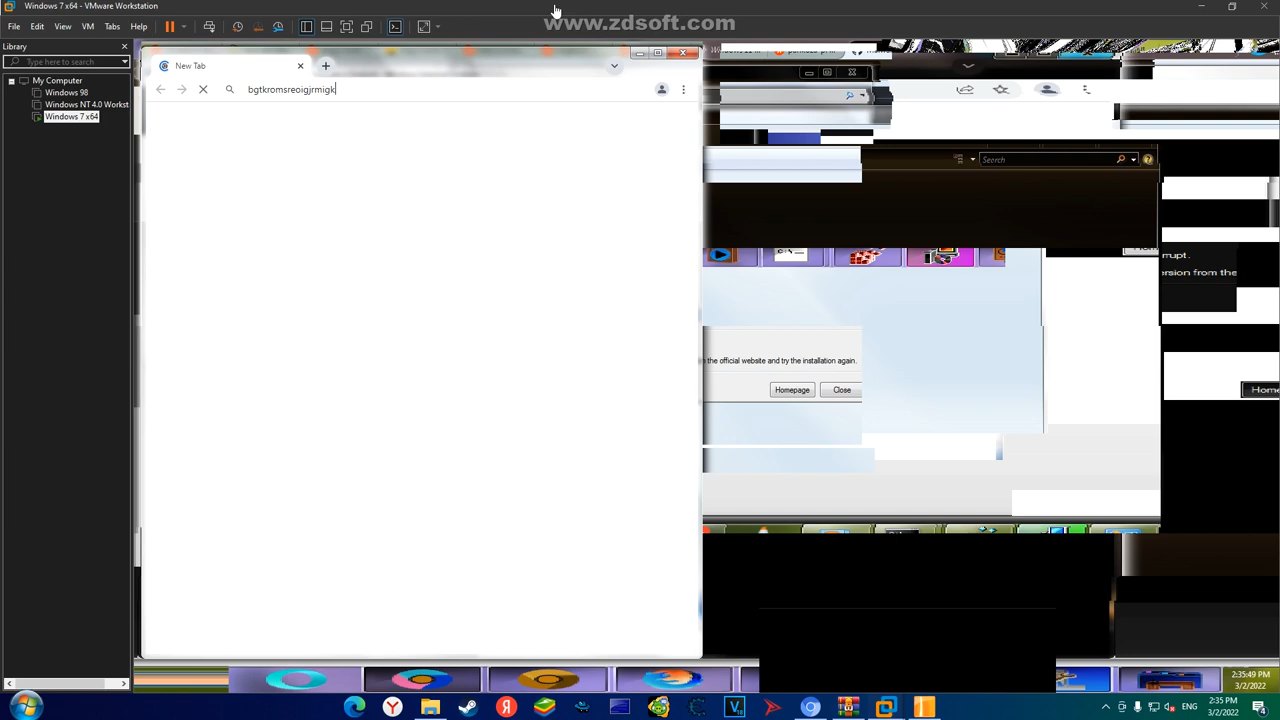 Windows 7 x64 - VMware Workstation
www.zdsoft.com
File Edit View VM Tabs Help
Library
Type here to search
My Computer
Windows 98
Windows NT 4.0 Workst
Windows 7 x64
New Tab
bgtkromsreoigjrmigk
Search
rrupt.
ersion from the
n the official website and try the installation again.
Homepage Close
Home
2:35:49 PM
3/2/2022
ENG
2:35 PM
3/2/2022
4